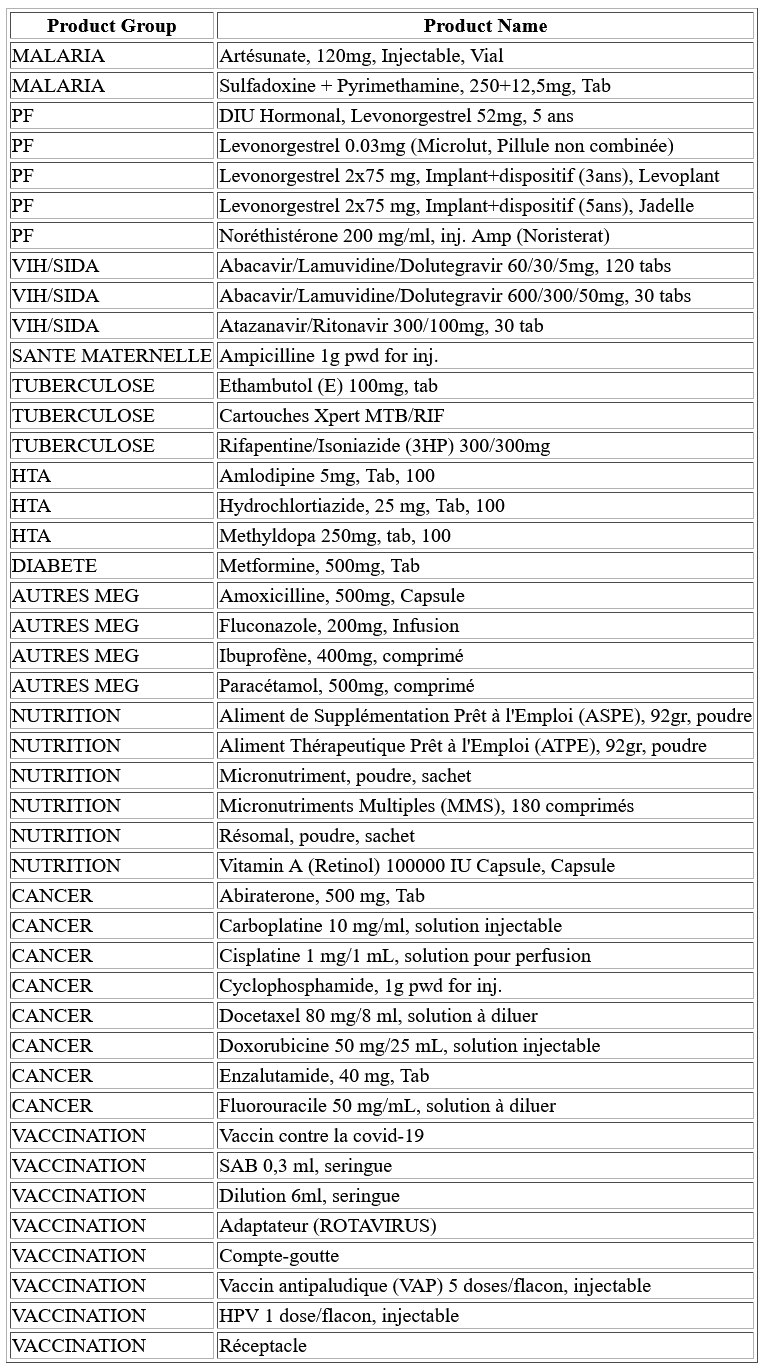 Product Group Product Name
MALARIA Artésunate, 120mg, Injectable, Vial
MALARIA Sulfadoxine + Pyrimethamine, 250+12,5mg, Tab
PF DIU Hormonal, Levonorgestrel 52mg, 5 ans
PF Levonorgestrel 0.03mg (Microlut, Pillule non combinée)
PF Levonorgestrel 2x75 mg, Implant+dispositif (3ans), Levoplant
PF Levonorgestrel 2x75 mg, Implant+dispositif (5ans), Jadelle
PF Noréthistérone 200 mg/ml, inj. Amp (Noristerat)
VIH/SIDA Abacavir/Lamuvidine/Dolutegravir 60/30/5mg, 120 tabs
VIH/SIDA Abacavir/Lamuvidine/Dolutegravir 600/300/50mg, 30 tabs
VIH/SIDA Atazanavir/Ritonavir 300/100mg, 30 tab
SANTE MATERNELLE Ampicilline 1g pwd for inj.
TUBERCULOSE Ethambutol (E) 100mg, tab
TUBERCULOSE Cartouches Xpert MTB/RIF
TUBERCULOSE Rifapentine/Isoniazide (3HP) 300/300mg
HTA Amlodipine 5mg, Tab, 100
HTA Hydrochlortiazide, 25 mg, Tab, 100
HTA Methyldopa 250mg, tab, 100
DIABETE Metformine, 500mg, Tab
AUTRES MEG Amoxicilline, 500mg, Capsule
AUTRES MEG Fluconazole, 200mg, Infusion
AUTRES MEG Ibuprofène, 400mg, comprimé
AUTRES MEG Paracétamol, 500mg, comprimé
NUTRITION Aliment de Supplémentation Prêt à l'Emploi (ASPE), 92gr, poudre
NUTRITION Aliment Thérapeutique Prêt à l'Emploi (ATPE), 92gr, poudre
NUTRITION Micronutriment, poudre, sachet
NUTRITION Micronutriments Multiples (MMS), 180 comprimés
NUTRITION Résomal, poudre, sachet
NUTRITION Vitamin A (Retinol) 100000 IU Capsule, Capsule
CANCER Abiraterone, 500 mg, Tab
CANCER Carboplatine 10 mg/ml, solution injectable
CANCER Cisplatine 1 mg/1 mL, solution pour perfusion
CANCER Cyclophosphamide, 1g pwd for inj.
CANCER Docetaxel 80 mg/8 ml, solution à diluer
CANCER Doxorubicine 50 mg/25 mL, solution injectable
CANCER Enzalutamide, 40 mg, Tab
CANCER Fluorouracile 50 mg/mL, solution à diluer
VACCINATION Vaccin contre la covid-19
VACCINATION SAB 0,3 ml, seringue
VACCINATION Dilution 6ml, seringue
VACCINATION Adaptateur (ROTAVIRUS)
VACCINATION Compte-goutte
VACCINATION Vaccin antipaludique (VAP) 5 doses/flacon, injectable
VACCINATION HPV 1 dose/flacon, injectable
VACCINATION Réceptacle